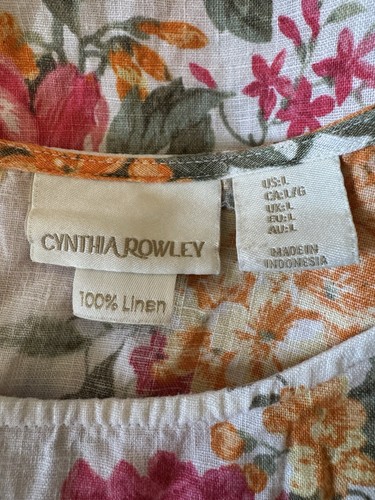 CYNTHIA ROWLEY
100% Linen
US:L
CA:L/G
UK:L
EU:L
AU:L
MADE IN
INDONESIA